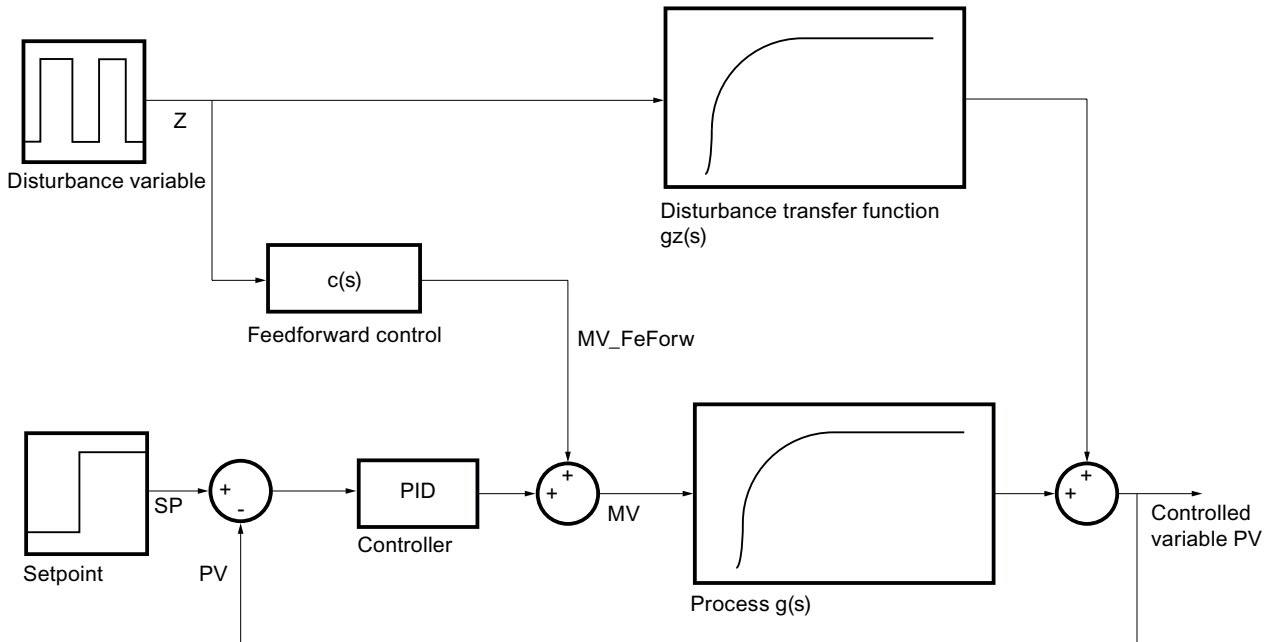 Z
Disturbance variable
Disturbance transfer function
gz(s)
c(s)
Feedforward control
MV_FeForw
+
+
+
+
+
-
PID
SP
MV
Controlled
variable PV
Controller
Setpoint
PV
Process g(s)